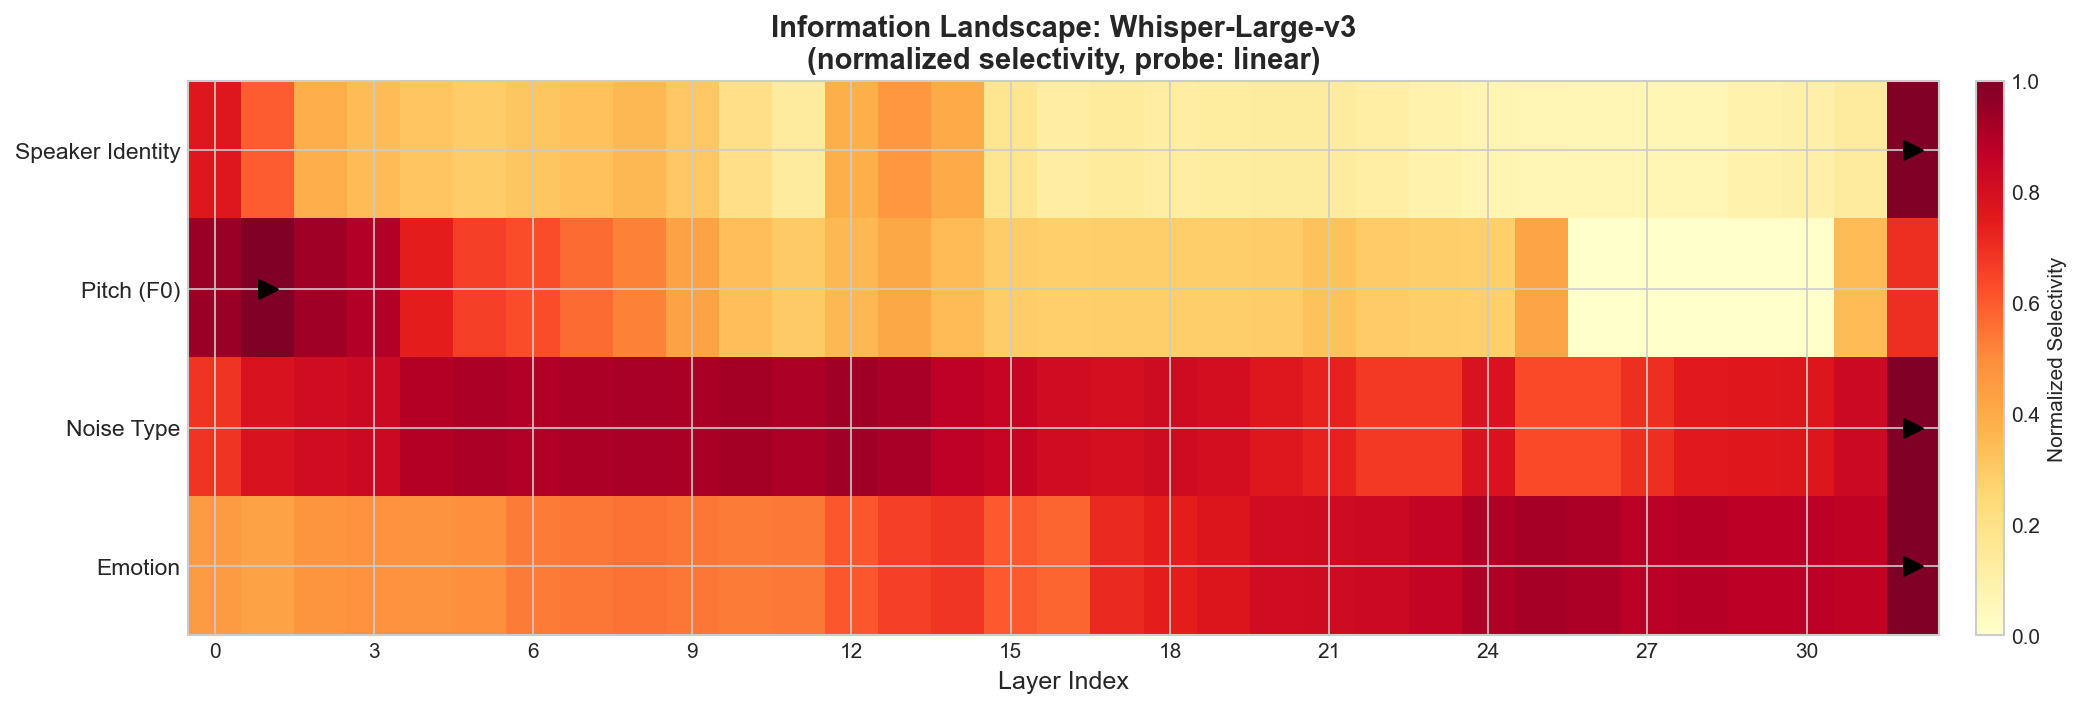 Information Landscape: Whisper-Large-v3
(normalized selectivity, probe: linear)
Speaker Identity
Pitch (F0)
Noise Type
Emotion
0 3 6 9 12 15 18 21 24 27 30
Layer Index
1.0
0.8
0.6
0.4
0.2
0.0
Normalized Selectivity